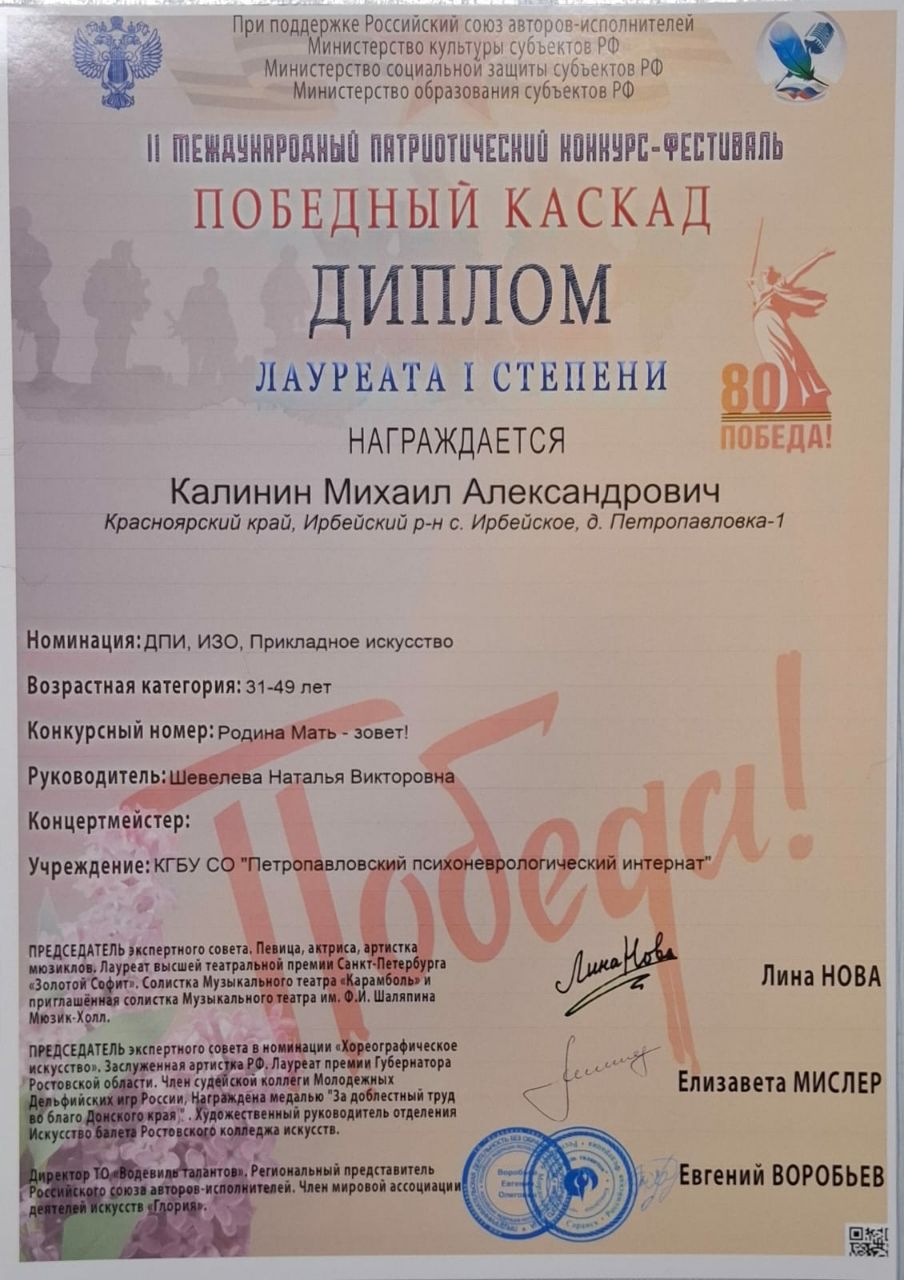 При поддержке Российский союз авторов-исполнителей
Министерство культуры субъектов РФ
Министерство социальной защиты субъектов РФ
Министерство образования субъектов РФ
II МЕЖДУНАРОДНЫЙ ПАТРИОТИЧЕСКИЙ КОНКУРС-ФЕСТИВАЛЬ
ПОБЕДНЫЙ КАСКАД
ДИПЛОМ
ЛАУРЕАТА I СТЕПЕНИ
80
ПОБЕДА!
НАГРАЖДАЕТСЯ
Калинин Михаил Александрович
Красноярский край, Ирбейский р-н с. Ирбейское, д. Петропавловка-1
Номинация: ДПИ, ИЗО, Прикладное искусство
Возрастная категория: 31-49 лет
Конкурсный номер: Родина Мать - зовет!
Руководитель: Шевелева Наталья Викторовна
Концертмейстер:
Учреждение: КГБУ СО "Петропавловский психоневрологический интернат"
Победа!
ПРЕДСЕДАТЕЛЬ экспертного совета. Певица, актриса, артистка
мюзиклов. Лауреат высшей театральной премии Санкт-Петербурга
«Золотой Софит». Солистка Музыкального театра «Карамболь» и
приглашённая солистка Музыкального театра им. Ф.И. Шаляпина
Мюзик-Холл.
Лина Нова
Лина НОВА
ПРЕДСЕДАТЕЛЬ экспертного совета в номинации «Хореографическое
искусство». Заслуженная артистка РФ. Лауреат премии Губернатора
Ростовской области. Член судейской коллеги Молодежных
Дельфийских игр России, Награждена медалью "За доблестный труд
во благо Донского края". Художественный руководитель отделения
Искусство балета Ростовского колледжа искусств.
Елизавета МИСЛЕР
Директор ТО «Водевиль талантов». Региональный представитель
Российского союза авторов-исполнителей. Член мировой ассоциации
деятелей искусств «Глория».
Евгений ВОРОБЬЕВ